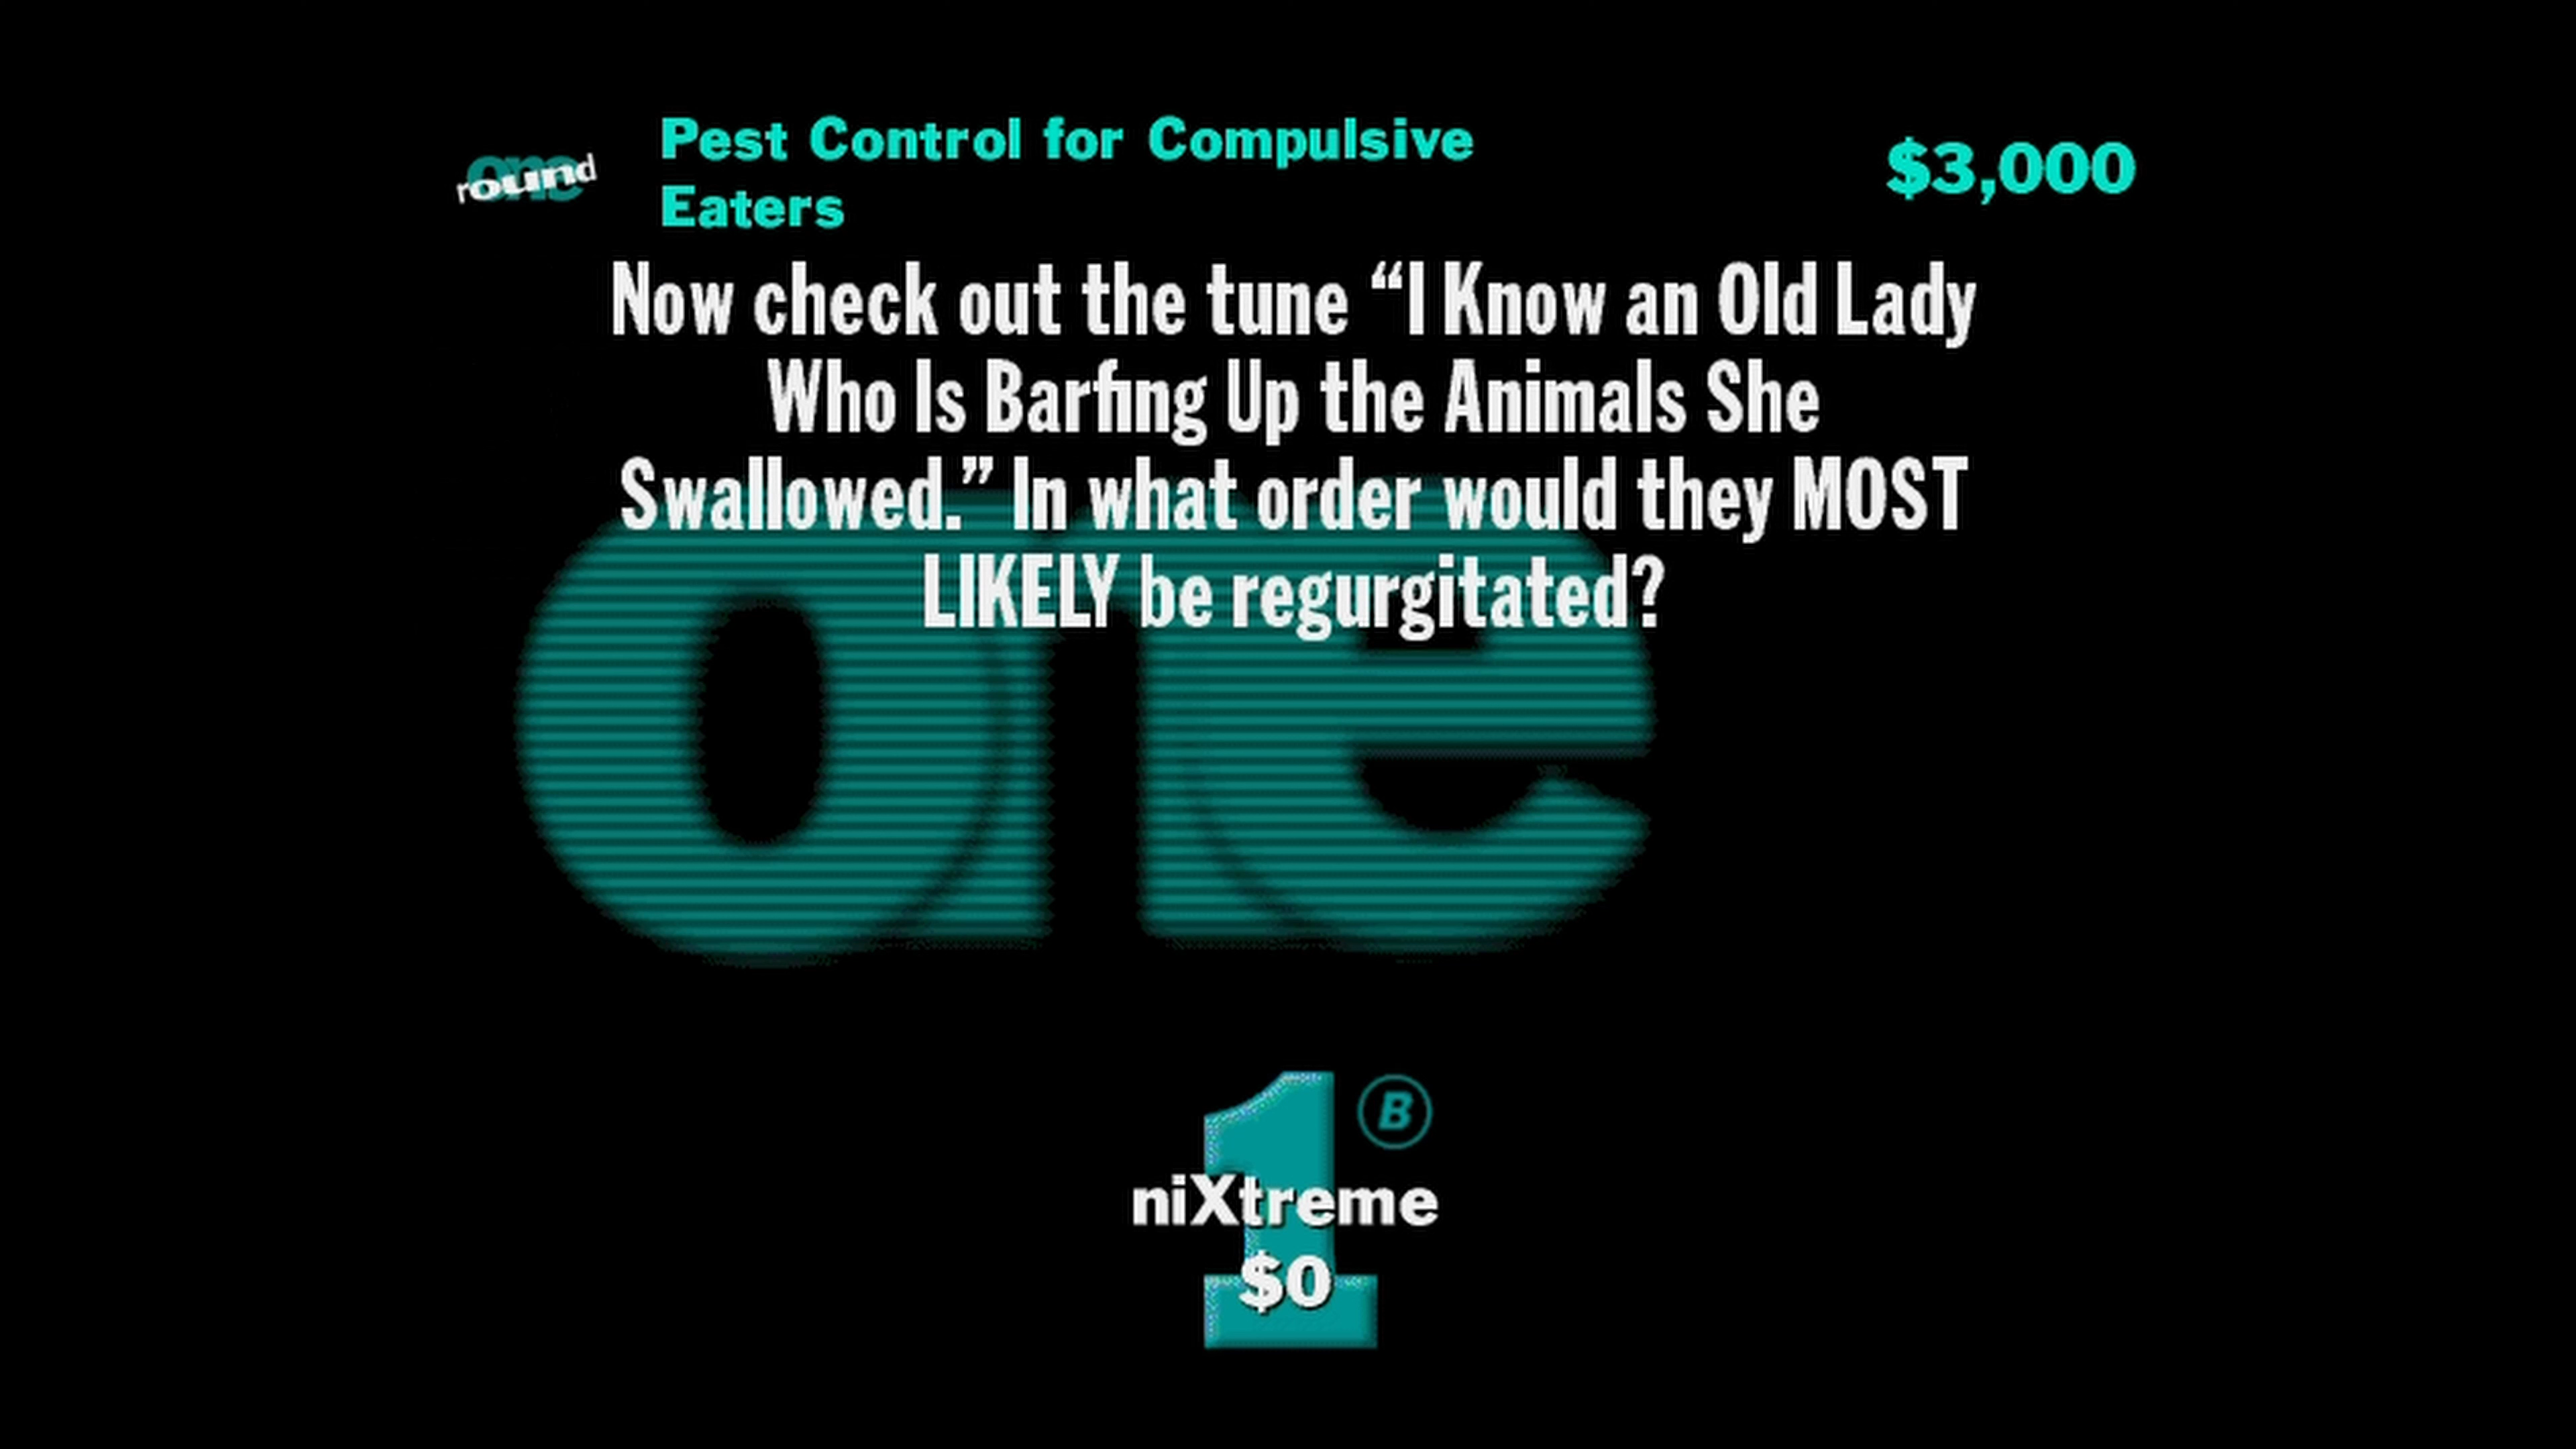 round one
Pest Control for Compulsive
Eaters
$3,000
Now check out the tune “I Know an Old Lady
Who Is Barfing Up the Animals She
Swallowed.” In what order would they MOST
LIKELY be regurgitated?
one
1
B
niXtreme
$0